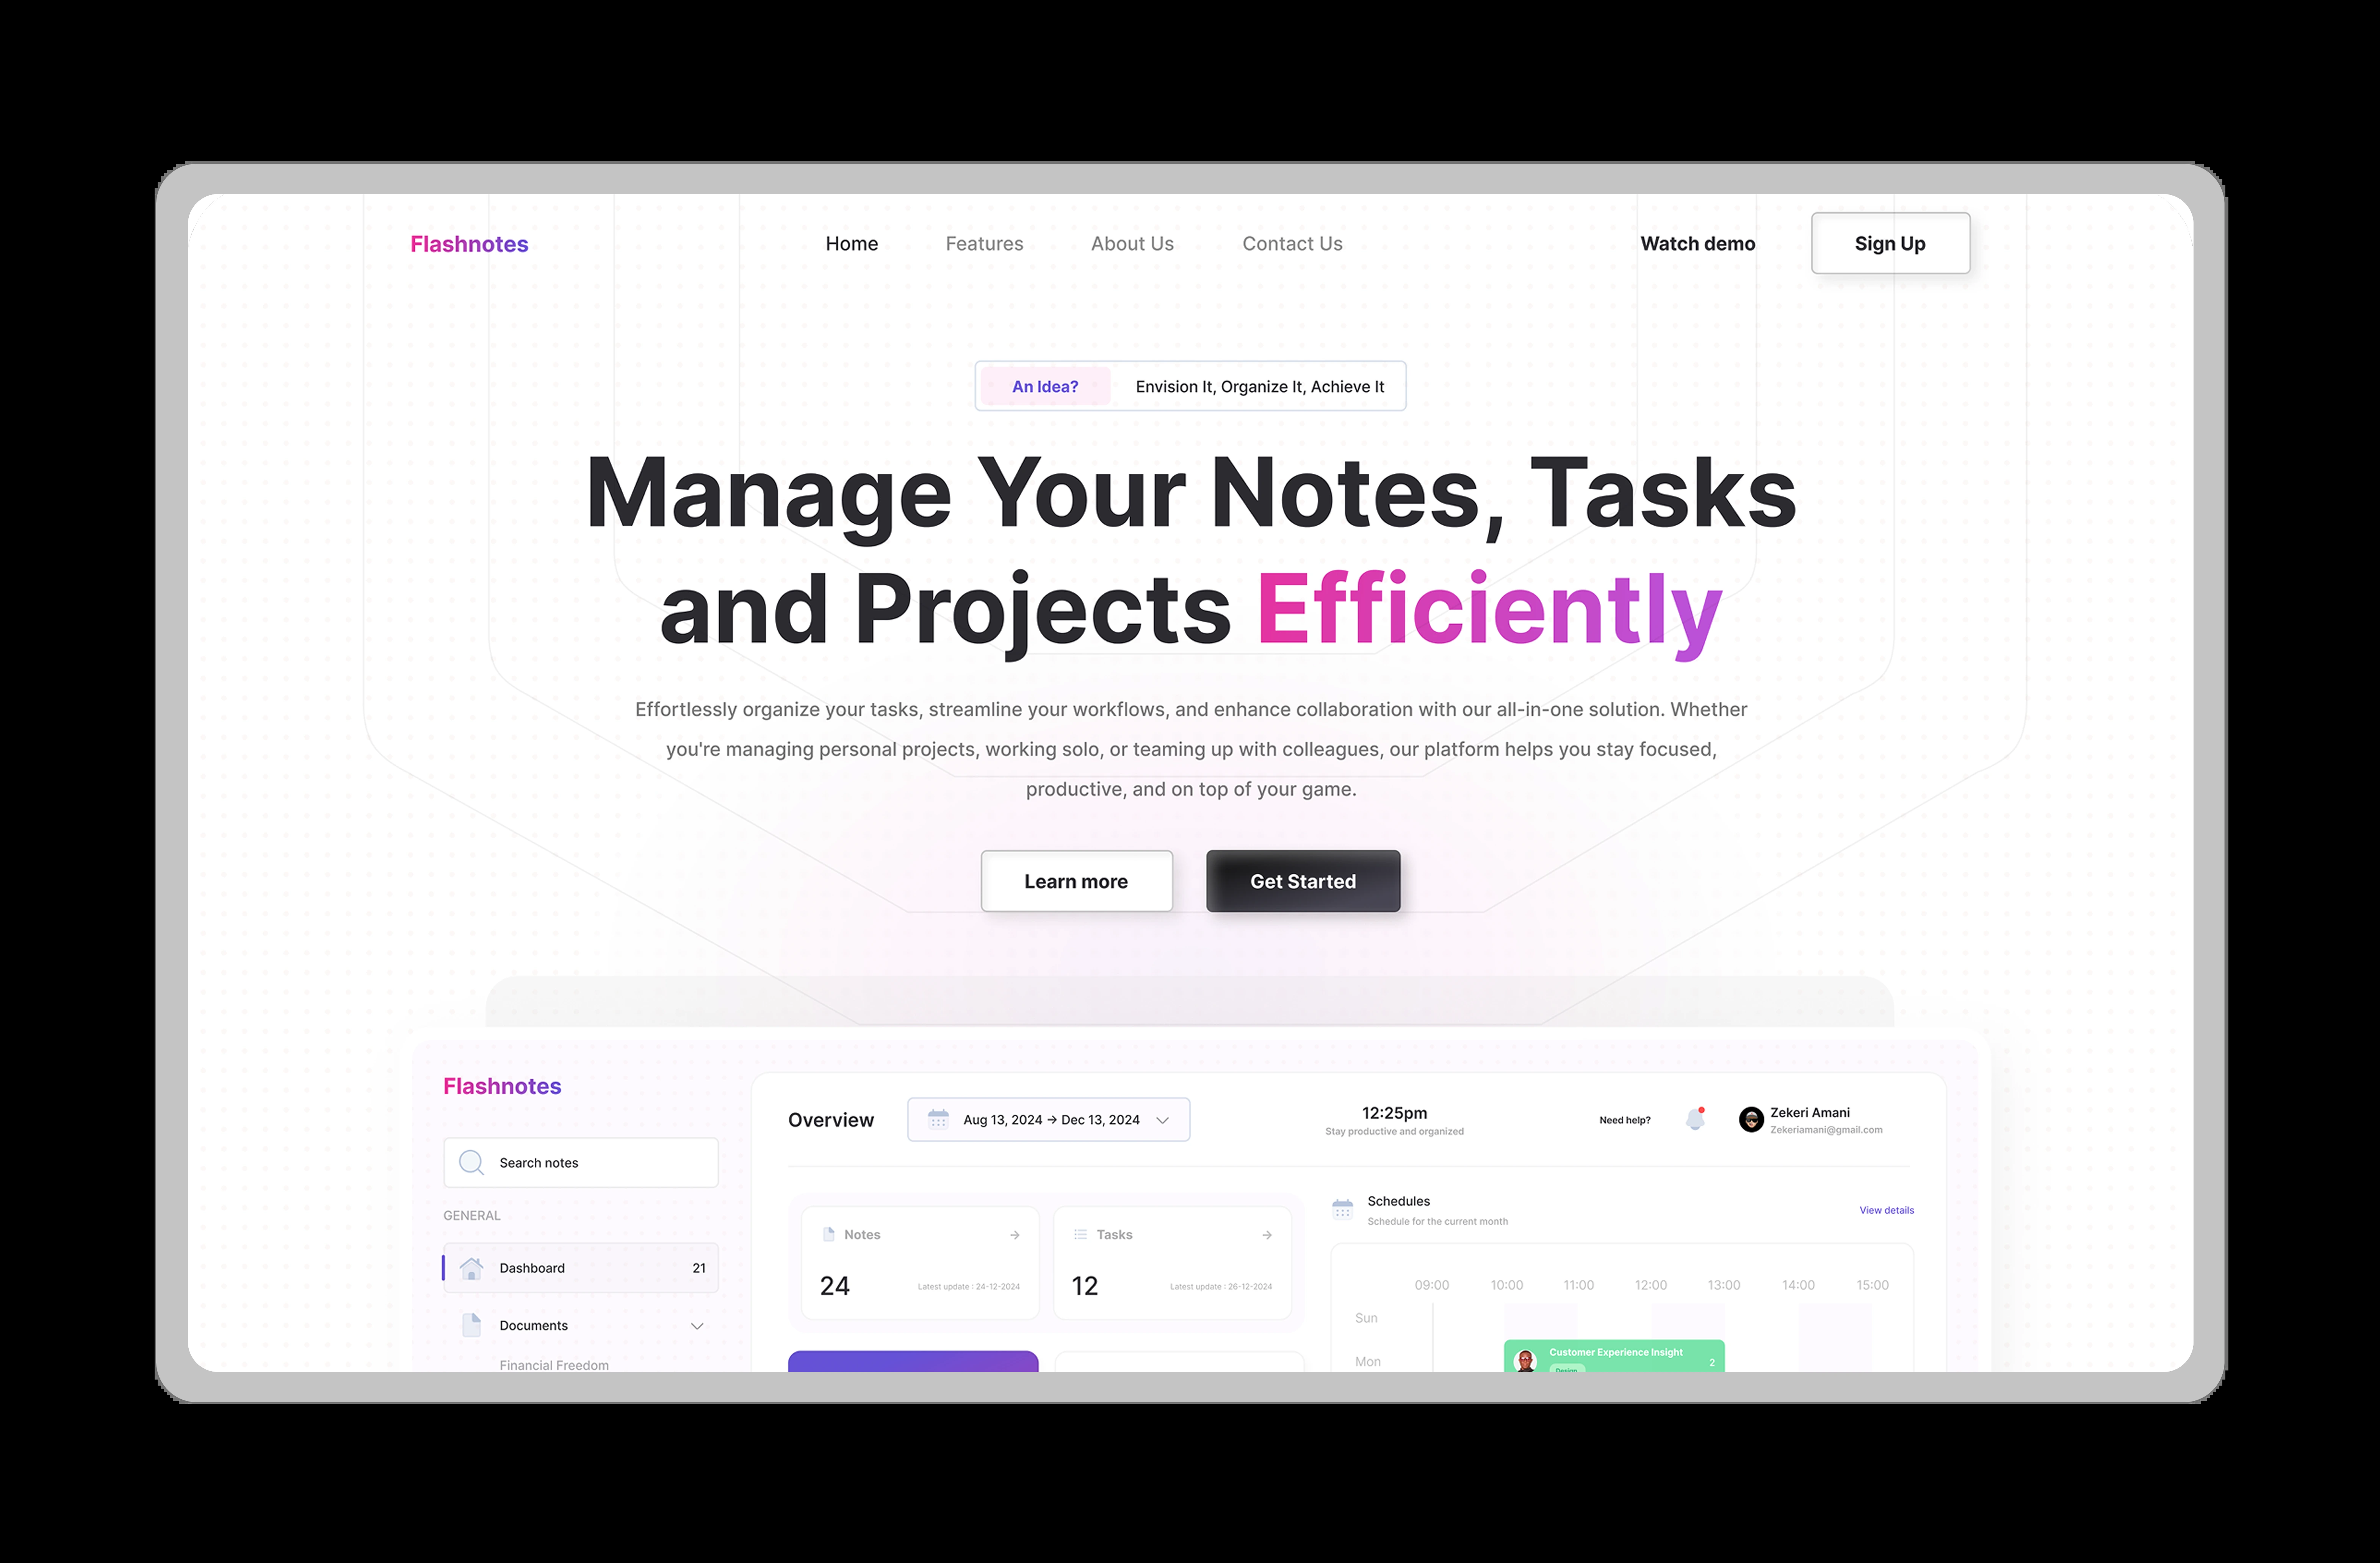 Flashnotes
Home
Features
About Us
Contact Us
Watch demo
Sign Up
An Idea?
Envision It, Organize It, Achieve It
Manage Your Notes, Tasks
and Projects Efficiently
Effortlessly organize your tasks, streamline your workflows, and enhance collaboration with our all-in-one solution. Whether
you're managing personal projects, working solo, or teaming up with colleagues, our platform helps you stay focused,
productive, and on top of your game.
Learn more
Get Started
Flashnotes
Search notes
GENERAL
Dashboard 21
Documents
Financial Freedom
Overview
Aug 13, 2024 → Dec 13, 2024
12:25pm
Stay productive and organized
Need help?
Zekeri Amani
Zekeriamani@gmail.com
Notes →
24
Latest update : 24-12-2024
Tasks →
12
Latest update : 26-12-2024
Schedules
Schedule for the current month
View details
09:00 10:00 11:00 12:00 13:00 14:00 15:00
Sun
Mon
Customer Experience Insight
2
Design